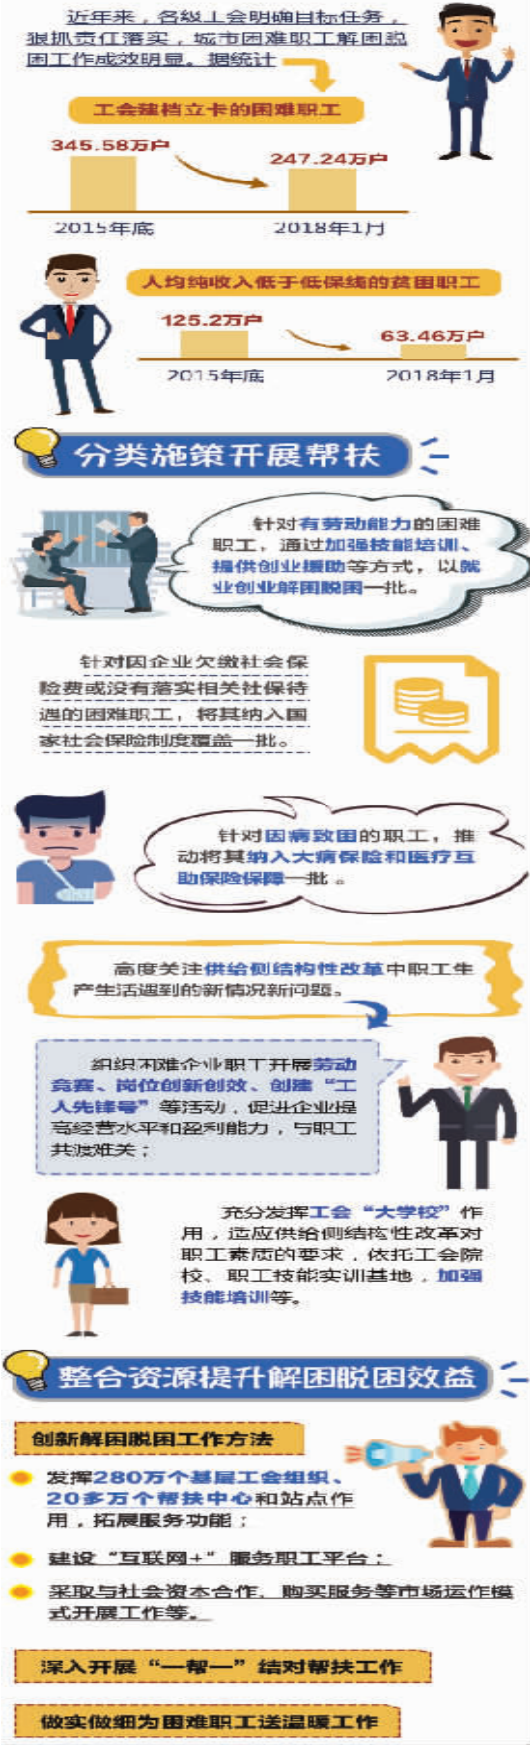 近年来，各级工会明确目标任务，
狠抓责任落实，城市困难职工解困脱
困工作成效明显。据统计
工会建档立卡的困难职工
345.58万户
247.24万户
2015年底
2018年1月
人均纯收入低于低保线的贫困职工
125.2万户
63.46万户
2015年底
2018年1月
分类施策开展帮扶
针对有劳动能力的困难
职工，通过加强技能培训、
提供创业援助等方式，以就
业创业解困脱困一批。
针对因企业欠缴社会保
险费或没有落实相关社保待
遇的困难职工，将其纳入国
家社会保险制度覆盖一批。
针对因病致困的职工，推
动将其纳入大病保险和医疗互
助保险保障一批。
高度关注供给侧结构性改革中职工生
产生活遇到的新情况新问题。
组织困难企业职工开展劳动
竞赛、岗位创新创效、创建“工
人先锋号”等活动，促进企业提
高经营水平和盈利能力，与职工
共渡难关；
充分发挥工会“大学校”作
用，适应供给侧结构性改革对
职工素质的要求，依托工会院
校、职工技能实训基地，加强
技能培训等。
整合资源提升解困脱困效益
创新解困脱困工作方法
发挥280万个基层工会组织、
20多万个帮扶中心和站点作
用，拓展服务功能；
建设“互联网+”服务职工平台；
采取与社会资本合作、购买服务等市场运作模
式开展工作等。
深入开展“一帮一”结对帮扶工作
做实做细为困难职工送温暖工作